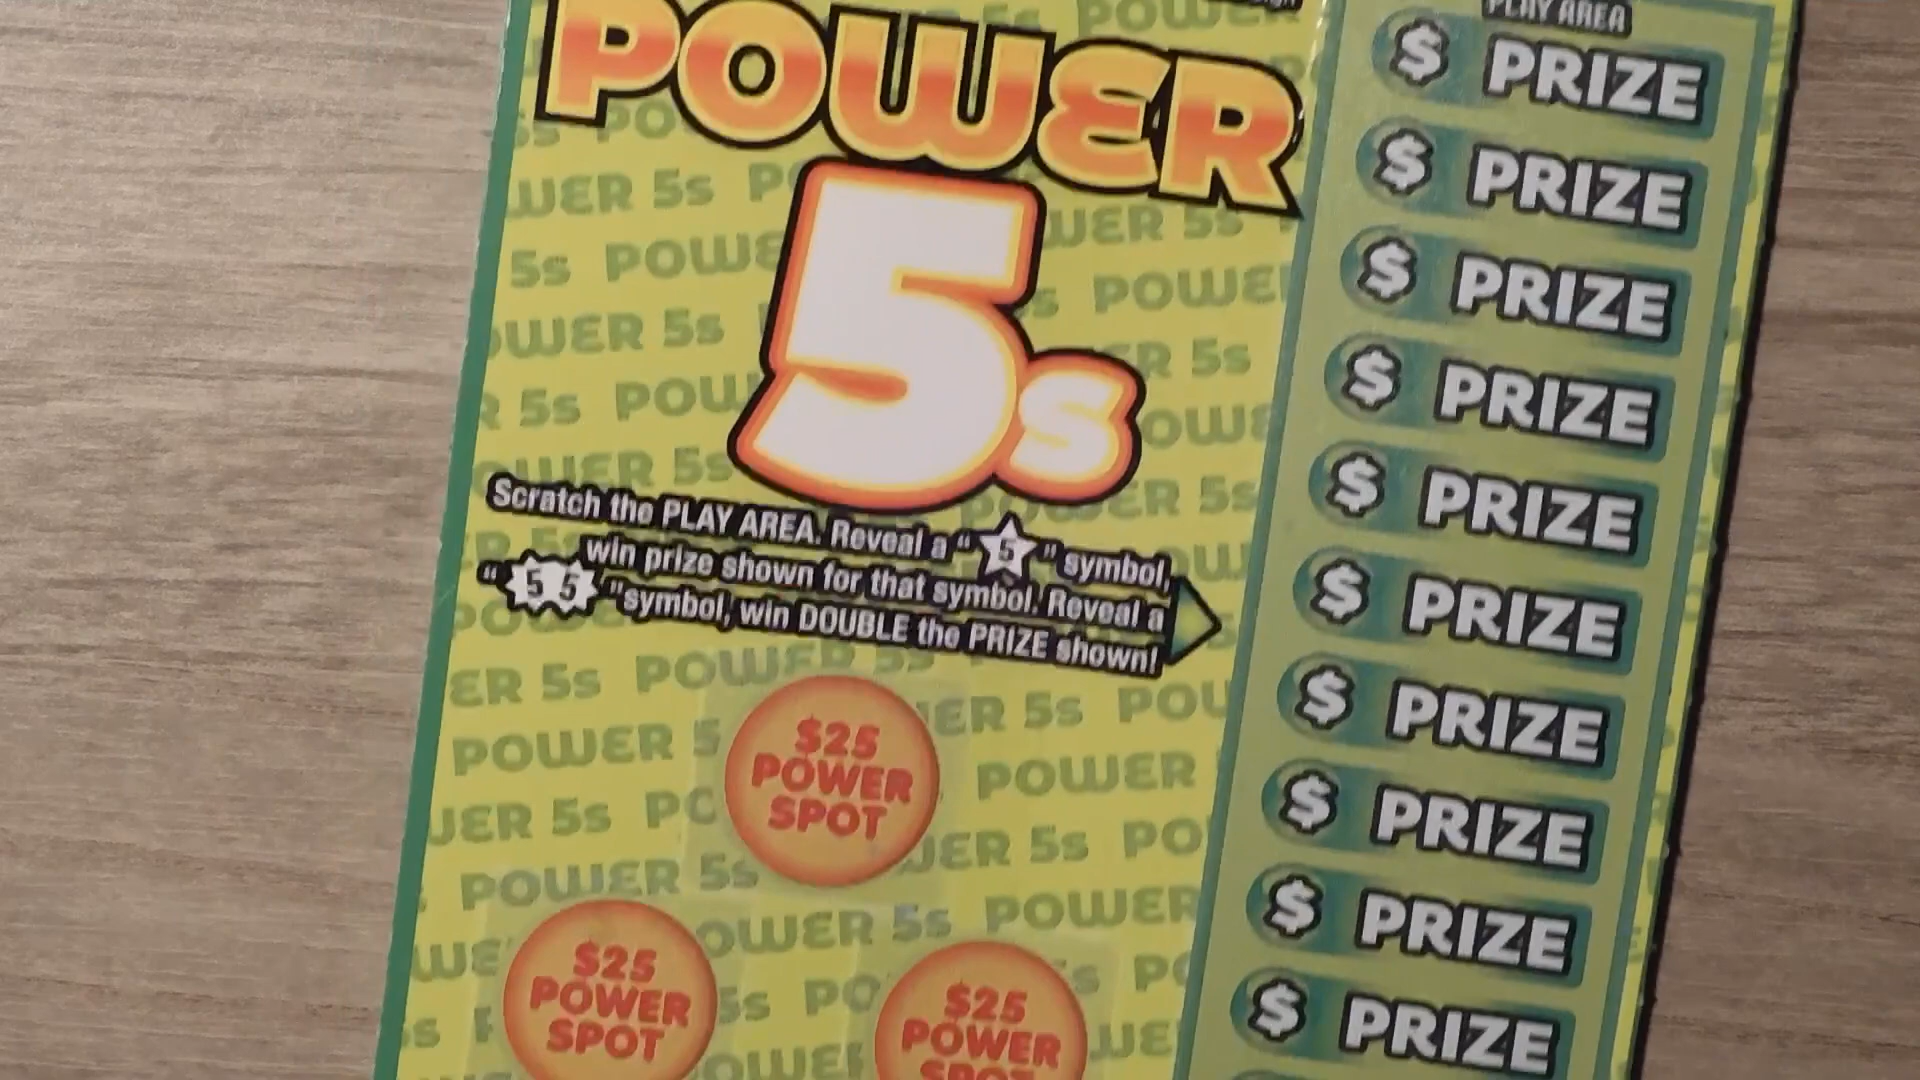 POWER
5s
Scratch the PLAY AREA. Reveal a " 5 " symbol,
win prize shown for that symbol. Reveal a
" 5 5 " symbol, win DOUBLE the PRIZE shown!
$25
POWER
SPOT
$25
POWER
SPOT
$25
POWER
SPOT
PLAY AREA
$ PRIZE
$ PRIZE
$ PRIZE
$ PRIZE
$ PRIZE
$ PRIZE
$ PRIZE
$ PRIZE
$ PRIZE
$ PRIZE